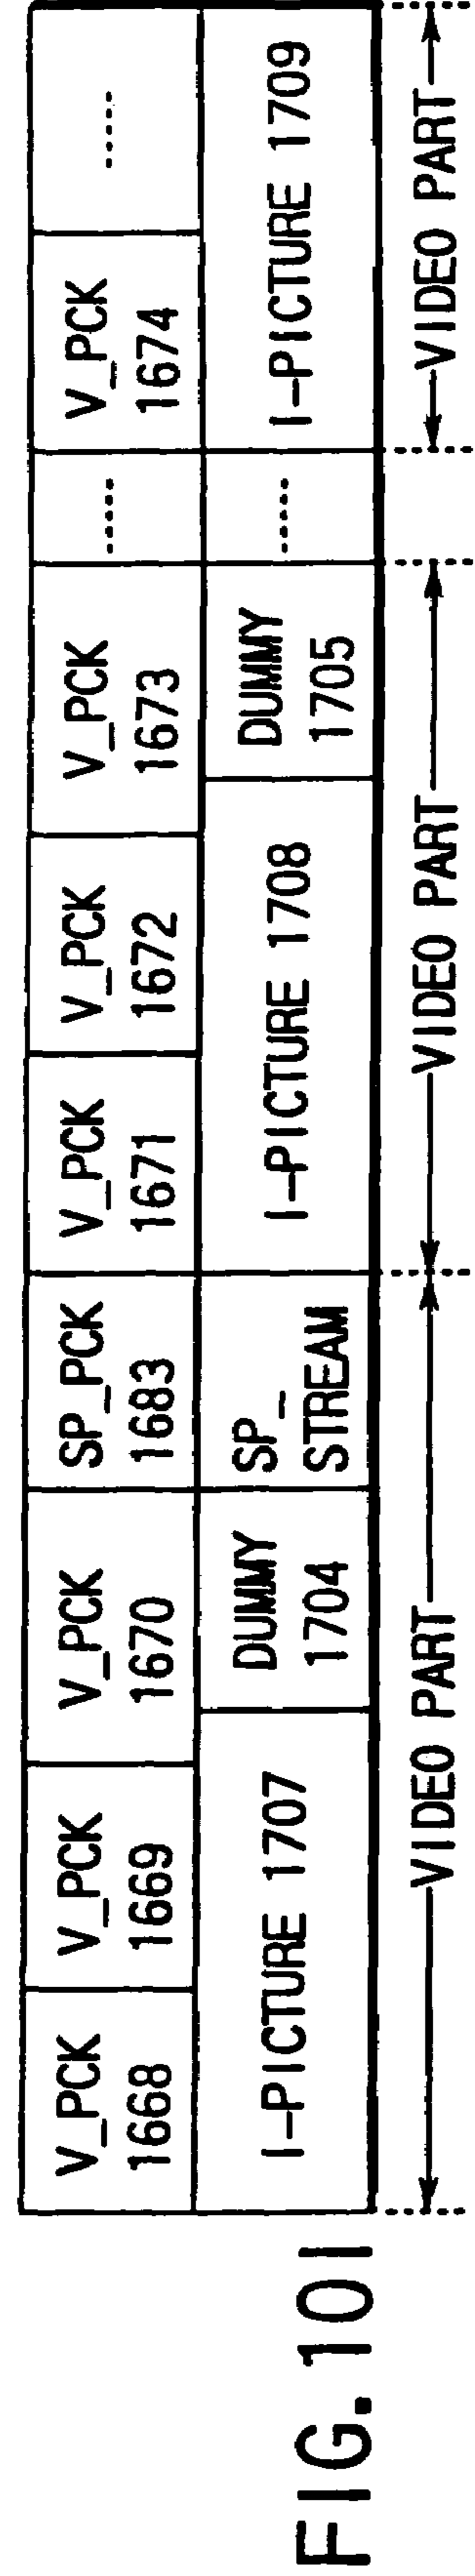 V_PCK
1668
V_PCK
1669
V_PCK
1670
SP_PCK
1683
V_PCK
1671
V_PCK
1672
V_PCK
1673
.....
V_PCK
1674
.....
I-PICTURE 1707
DUMMY
1704
SP_
STREAM
I-PICTURE 1708
DUMMY
1705
.....
I-PICTURE 1709
VIDEO PART
VIDEO PART
VIDEO PART
FIG. 10I